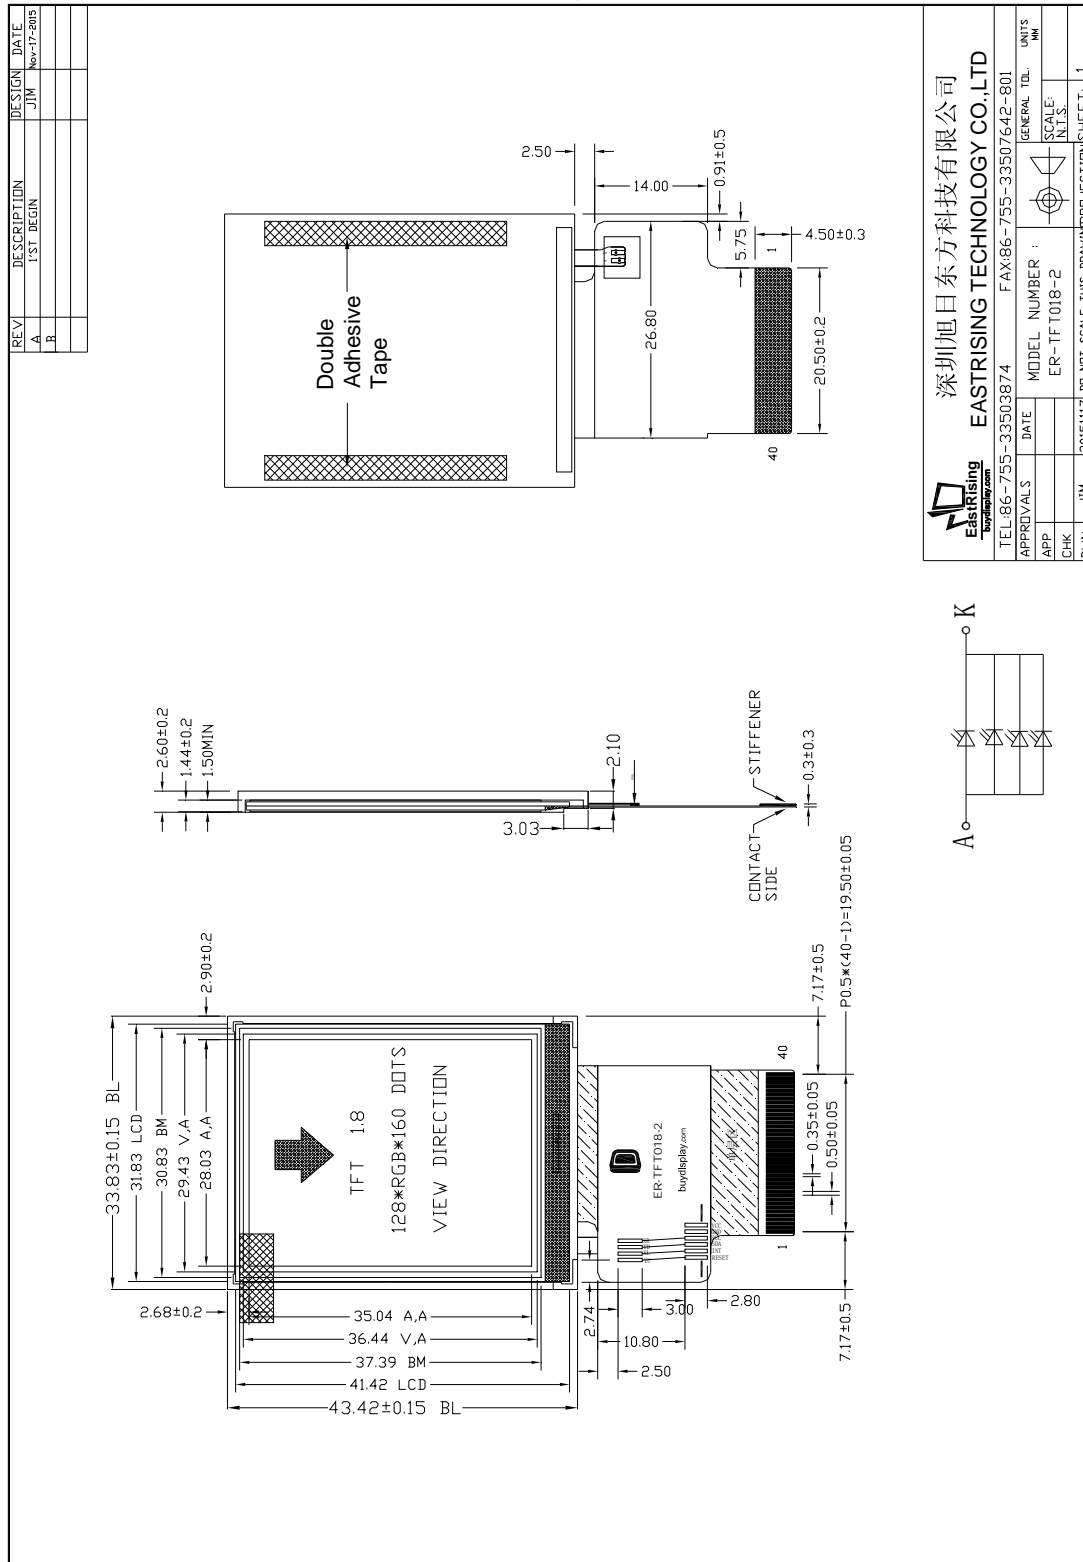 REV DESCRIPTION DESIGN DATE
A 1'ST DEGIN JIM Nov-17-2015
B
33.83±0.15 BL
31.83 LCD
30.83 BM
29.43 V,A
28.03 A,A
2.90±0.2
TFT 1.8
128*RGB*160 DOTS
VIEW DIRECTION
2.68±0.2
35.04 A,A
36.44 V,A
37.39 BM
41.42 LCD
43.42±0.15 BL
ER-TFT018-2
buydisplay.com
VCC
SDA
INT
RESET
2.74
10.80
2.50
3.00
2.80
1
40
7.17±0.5
7.17±0.5
0.35±0.05
0.50±0.05
P0.5*(40-1)=19.50±0.05
2.60±0.2
1.44±0.2
1.50MIN
3.03
2.10
STIFFENER
CONTACT
SIDE
0.3±0.3
Double
Adhesive
Tape
2.50
14.00
0.91±0.5
5.75
26.80
1
40
4.50±0.3
20.50±0.2
A
K
深圳旭日东方科技有限公司
EASTRISING TECHNOLOGY CO.,LTD
EastRising
buydisplay.com
TEL:86-755-33503874 FAX:86-755-33507642-801
APPROVALS DATE
APP
CHK
JIM
MODEL NUMBER :
ER-TFT018-2
GENERAL TOL. UNITS
MM
SCALE:
N.T.S.